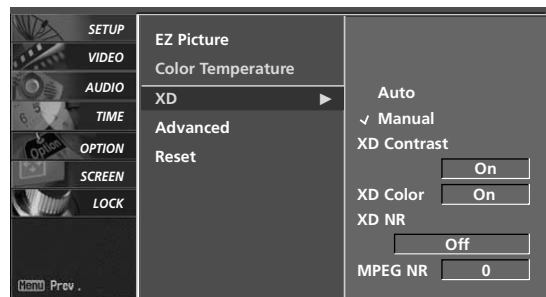 SETUP
VIDEO
AUDIO
TIME
OPTION
SCREEN
LOCK
Menu Prev.
EZ Picture
Color Temperature
XD ▶
Advanced
Reset
Auto
✓ Manual
XD Contrast
On
XD Color On
XD NR
Off
MPEG NR 0